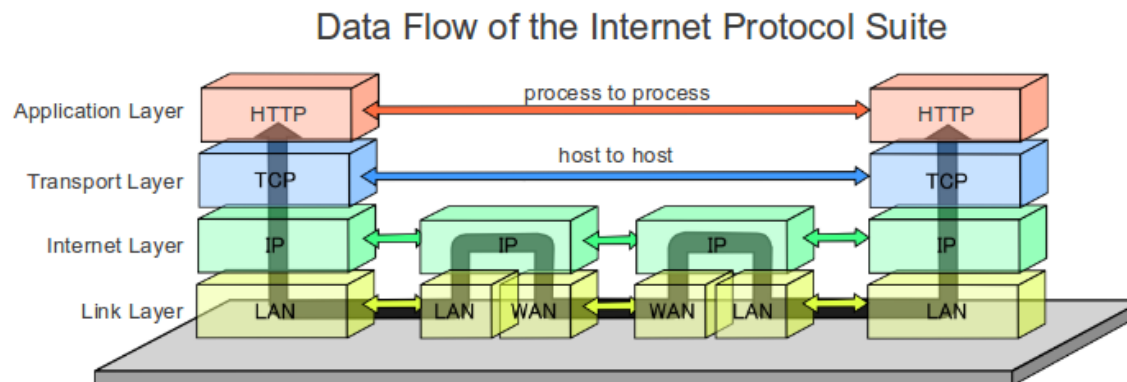 Data Flow of the Internet Protocol Suite
Application Layer HTTP process to process HTTP
Transport Layer TCP host to host TCP
Internet Layer IP IP IP IP
Link Layer LAN LAN WAN WAN LAN LAN